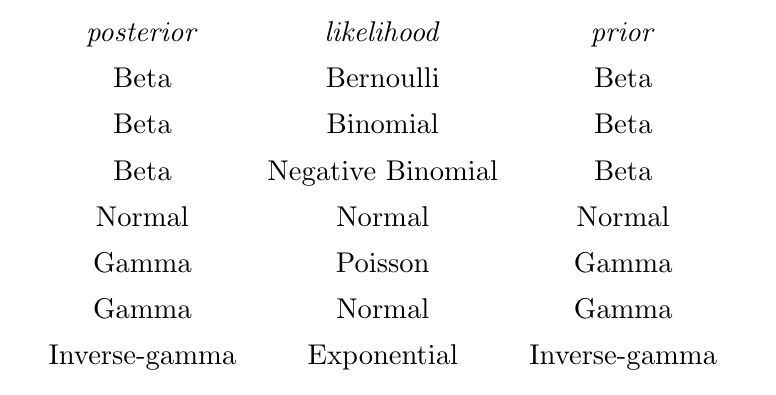 posterior likelihood prior
Beta Bernoulli Beta
Beta Binomial Beta
Beta Negative Binomial Beta
Normal Normal Normal
Gamma Poisson Gamma
Gamma Normal Gamma
Inverse-gamma Exponential Inverse-gamma